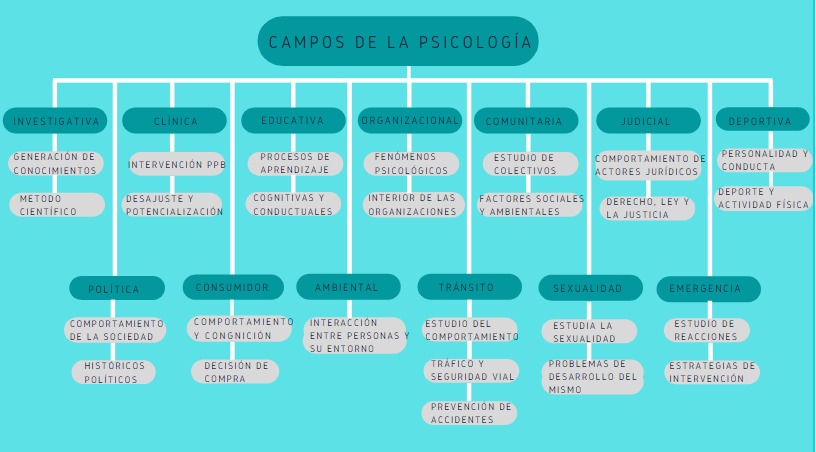 CAMPOS DE LA PSICOLOGÍA
INVESTIGATIVA
GENERACIÓN DE
CONOCIMIENTOS
METODO
CIENTÍFICO
CLÍNICA
INTERVENCIÓN PPB
DESAJUSTE Y
POTENCIALIZACIÓN
EDUCATIVA
PROCESOS DE
APRENDIZAJE
COGNITIVAS Y
CONDUCTUALES
ORGANIZACIONAL
FENÓMENOS
PSICOLÓGICOS
INTERIOR DE LAS
ORGANIZACIONES
COMUNITARIA
ESTUDIO DE
COLECTIVOS
FACTORES SOCIALES
Y AMBIENTALES
JUDICIAL
COMPORTAMIENTO DE
ACTORES JURÍDICOS
DERECHO, LEY Y
LA JUSTICIA
DEPORTIVA
PERSONALIDAD Y
CONDUCTA
DEPORTE Y
ACTIVIDAD FÍSICA
POLÍTICA
COMPORTAMIENTO
DE LA SOCIEDAD
HISTÓRICOS
POLÍTICOS
CONSUMIDOR
COMPORTAMIENTO
Y CONGNICIÓN
DECISIÓN DE
COMPRA
AMBIENTAL
INTERACCIÓN
ENTRE PERSONAS Y
SU ENTORNO
TRÁNSITO
ESTUDIO DEL
COMPORTAMIENTO
TRÁFICO Y
SEGURIDAD VIAL
PREVENCIÓN DE
ACCIDENTES
SEXUALIDAD
ESTUDIA LA
SEXUALIDAD
PROBLEMAS DE
DESARROLLO DEL
MISMO
EMERGENCIA
ESTUDIO DE
REACCIONES
ESTRATEGIAS DE
INTERVENCIÓN